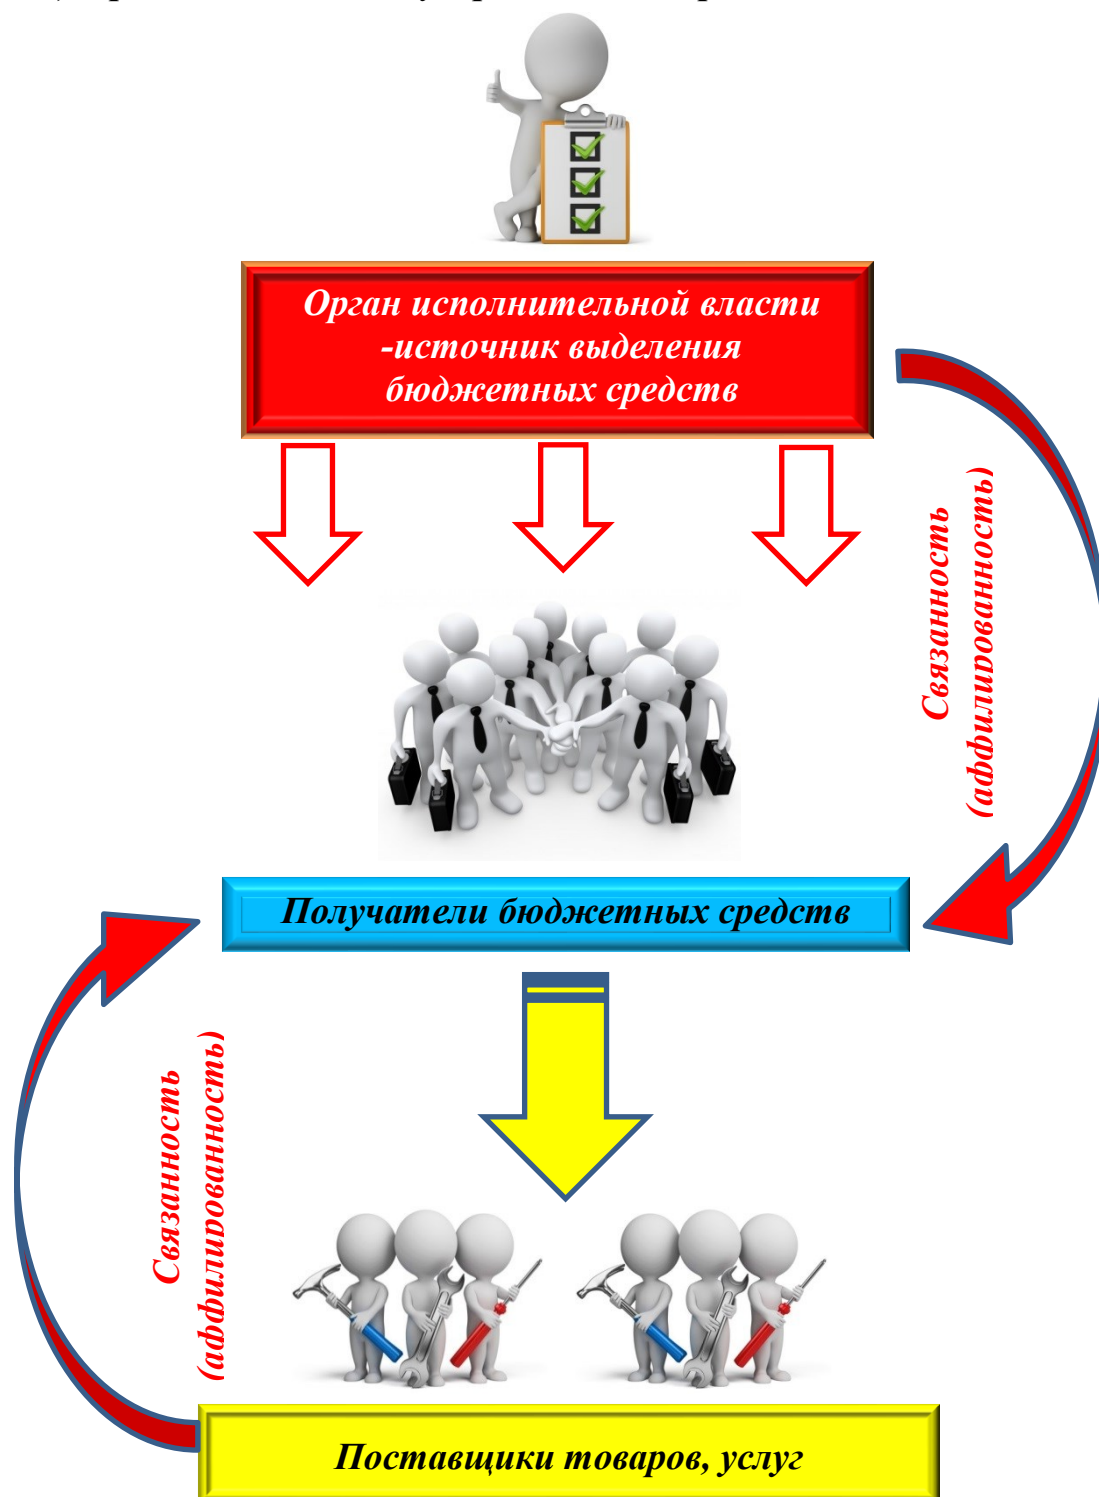 Орган исполнительной власти
-источник выделения
бюджетных средств
Связанность
(аффилированность)
Получатели бюджетных средств
Связанность
(аффилированность)
Поставщики товаров, услуг